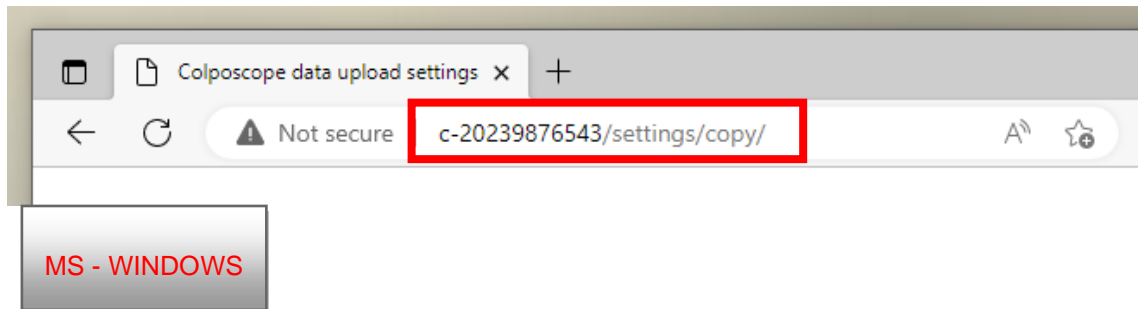 Colposcope data upload settings
Not secure c-20239876543/settings/copy/
MS - WINDOWS